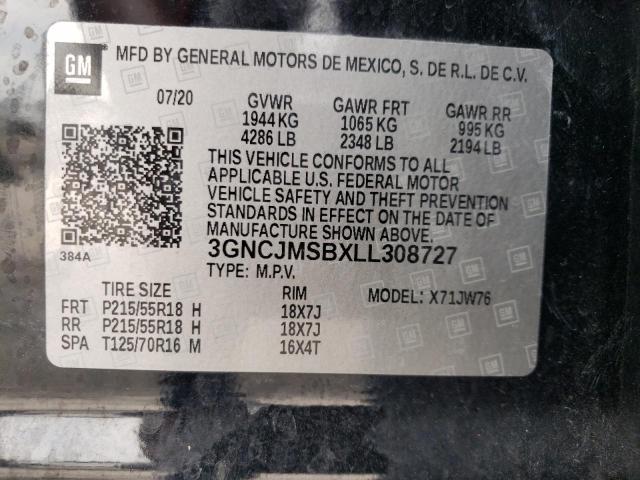 GM
MFD BY GENERAL MOTORS DE MEXICO, S. DE R.L. DE C.V.
07/20 GVWR GAWR FRT GAWR RR
1944 KG 1065 KG 995 KG
4286 LB 2348 LB 2194 LB
THIS VEHICLE CONFORMS TO ALL
APPLICABLE U.S. FEDERAL MOTOR
VEHICLE SAFETY AND THEFT PREVENTION
STANDARDS IN EFFECT ON THE DATE OF
MANUFACTURE SHOWN ABOVE.
384A 3GNCJMSBXLL308727
TYPE: M.P.V.
TIRE SIZE RIM MODEL: X71JW76
FRT P215/55R18 H 18X7J
RR P215/55R18 H 18X7J
SPA T125/70R16 M 16X4T